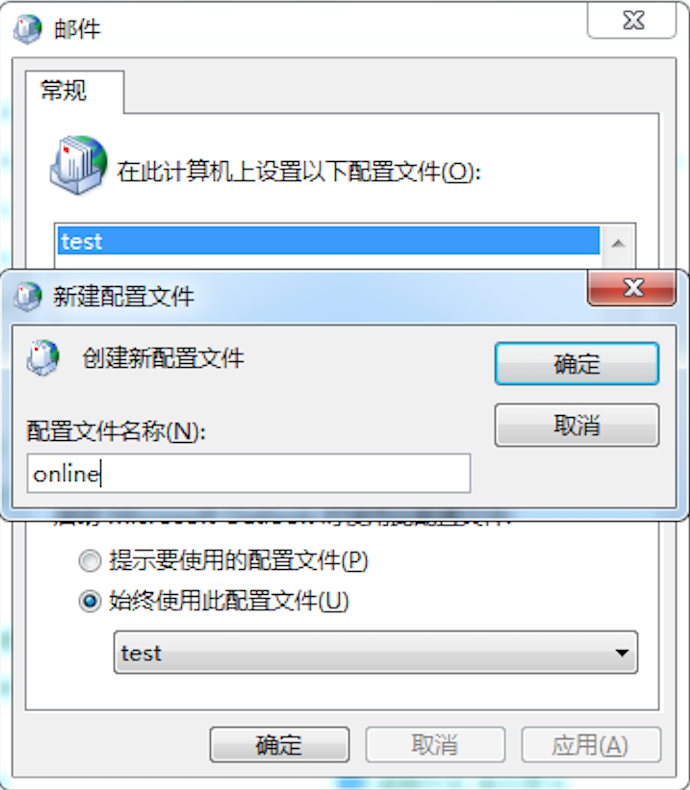 邮件
常规
在此计算机上设置以下配置文件(O):
test
新建配置文件
创建新配置文件
确定
取消
配置文件名称(N):
online
提示要使用的配置文件(P)
始终使用此配置文件(U)
test
确定
取消
应用(A)